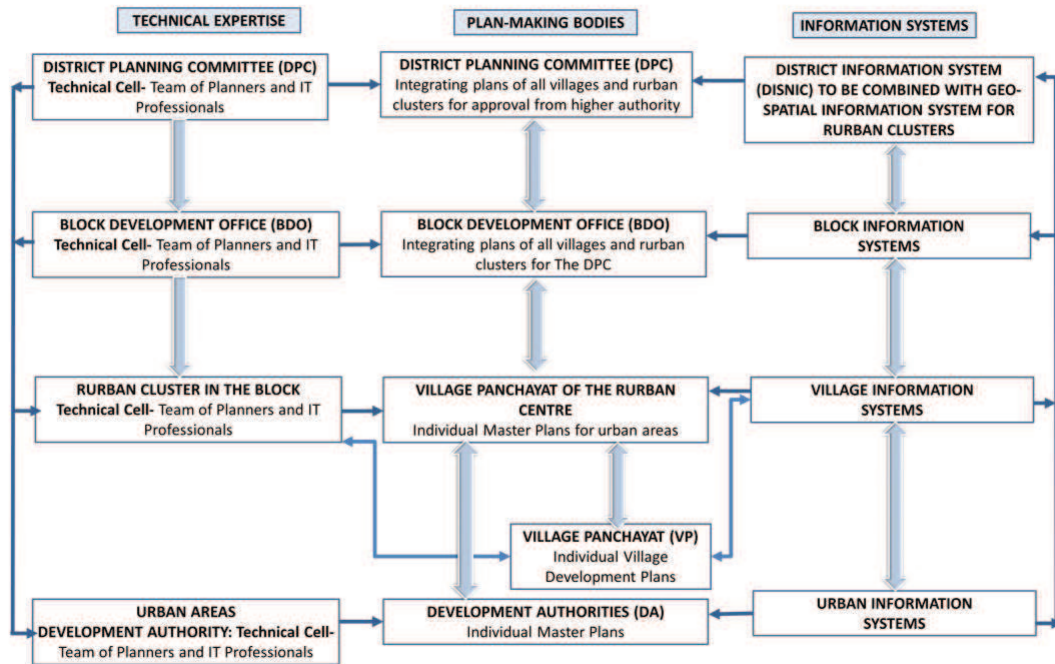 TECHNICAL EXPERTISE
PLAN-MAKING BODIES
INFORMATION SYSTEMS
DISTRICT PLANNING COMMITTEE (DPC)
Technical Cell- Team of Planners and IT
Professionals
DISTRICT PLANNING COMMITTEE (DPC)
Integrating plans of all villages and rurban
clusters for approval from higher authority
DISTRICT INFORMATION SYSTEM
(DISNIC) TO BE COMBINED WITH GEO-
SPATIAL INFORMATION SYSTEM FOR
RURBAN CLUSTERS
BLOCK DEVELOPMENT OFFICE (BDO)
Technical Cell- Team of Planners and IT
Professionals
BLOCK DEVELOPMENT OFFICE (BDO)
Integrating plans of all villages and rurban
clusters for The DPC
BLOCK INFORMATION
SYSTEMS
RURBAN CLUSTER IN THE BLOCK
Technical Cell- Team of Planners and IT
Professionals
VILLAGE PANCHAYAT OF THE RURBAN
CENTRE
Individual Master Plans for urban areas
VILLAGE INFORMATION
SYSTEMS
VILLAGE PANCHAYAT (VP)
Individual Village
Development Plans
URBAN AREAS
DEVELOPMENT AUTHORITY: Technical Cell-
Team of Planners and IT Professionals
DEVELOPMENT AUTHORITIES (DA)
Individual Master Plans
URBAN INFORMATION
SYSTEMS